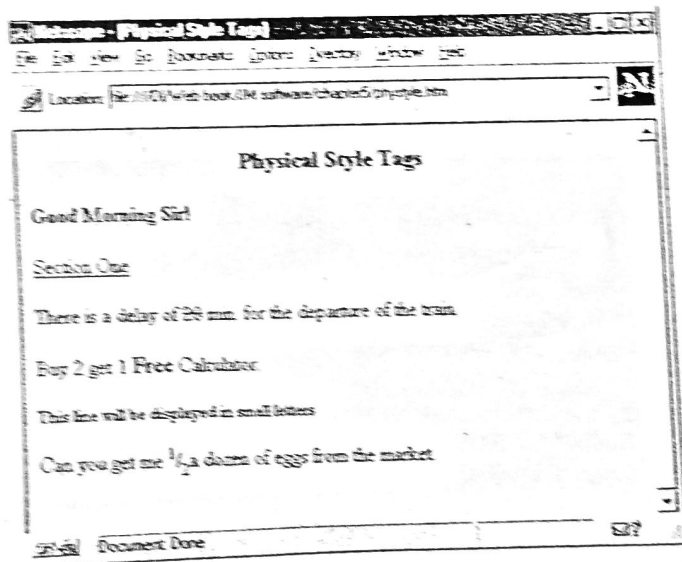 Netscape - [Physical Style Tags]
File Edit View Go Bookmarks Options Directory Window Help
Location:
Physical Style Tags
Good Morning Sir!
Section One
There is a delay of 20 min. for the departure of the train.
Buy 2 get 1 Free Calculator.
This line will be displayed in small letters
Can you get me 1/2 a dozen of eggs from the market.
Document: Done